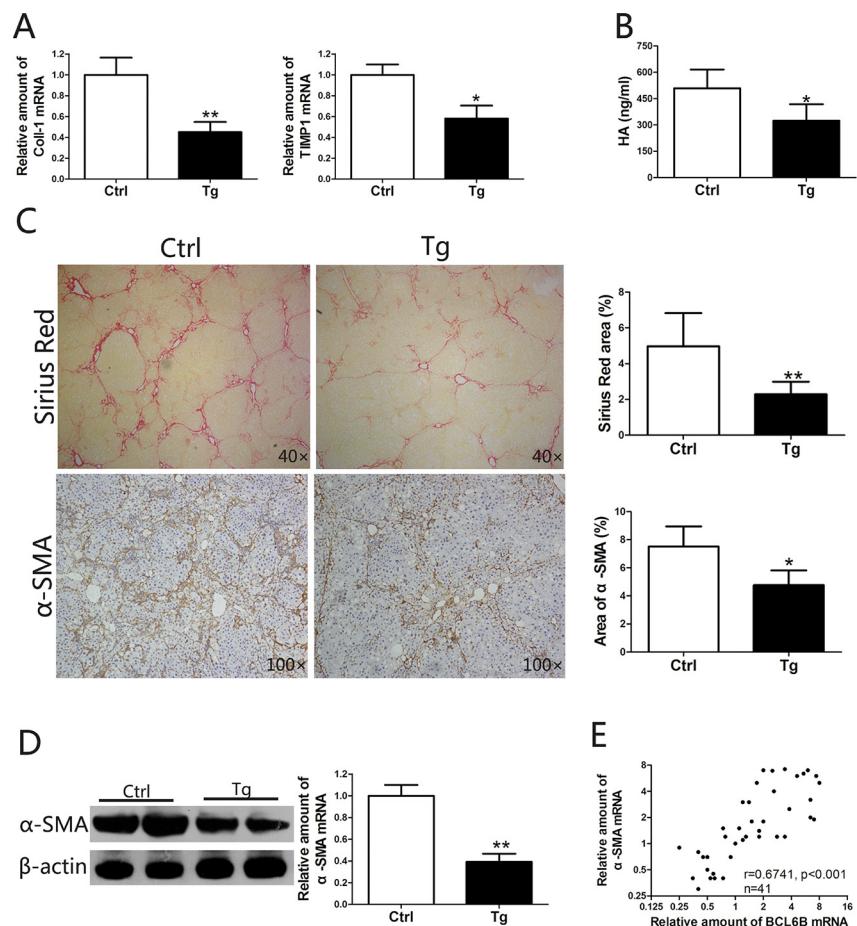 A
Relative amount of
Coll-1 mRNA
1.2
1.0
0.8
0.6
0.4
0.2
0.0
**
Ctrl
Tg
Relative amount of
TIMP1 mRNA
1.2
1.0
0.8
0.6
0.4
0.2
0.0
*
Ctrl
Tg
B
HA (ng/ml)
750
600
450
300
150
0
*
Ctrl
Tg
C
Ctrl
Tg
Sirius Red
40×
40×
Sirius Red area (%)
8
6
4
2
0
**
Ctrl
Tg
α-SMA
100×
100×
Area of α -SMA (%)
10
8
6
4
2
0
*
Ctrl
Tg
D
Ctrl
Tg
α-SMA
β-actin
Relative amount of
α -SMA mRNA
1.2
1.0
0.8
0.6
0.4
0.2
0.0
**
Ctrl
Tg
E
Relative amount of
α -SMA mRNA
8
4
2
1
0.5
0.25
r=0.6741, p<0.001
n=41
0.125 0.25 0.5 1 2 4 8 16
Relative amount of BCL6B mRNA